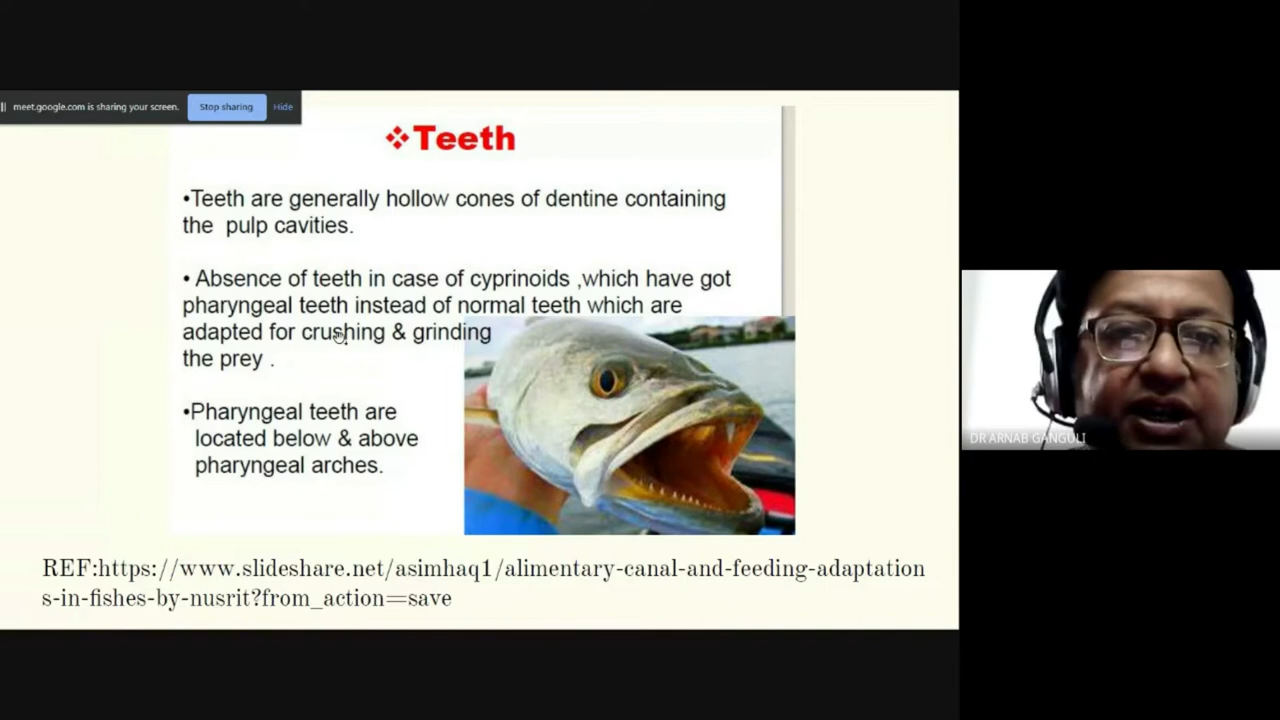 meet.google.com is sharing your screen. Stop sharing Hide
❖Teeth
•Teeth are generally hollow cones of dentine containing
the pulp cavities.
• Absence of teeth in case of cyprinoids ,which have got
pharyngeal teeth instead of normal teeth which are
adapted for crushing & grinding
the prey .
•Pharyngeal teeth are
located below & above
pharyngeal arches.
REF:https://www.slideshare.net/asimhaq1/alimentary-canal-and-feeding-adaptation
s-in-fishes-by-nusrit?from_action=save
DR ARNAB GANGULI